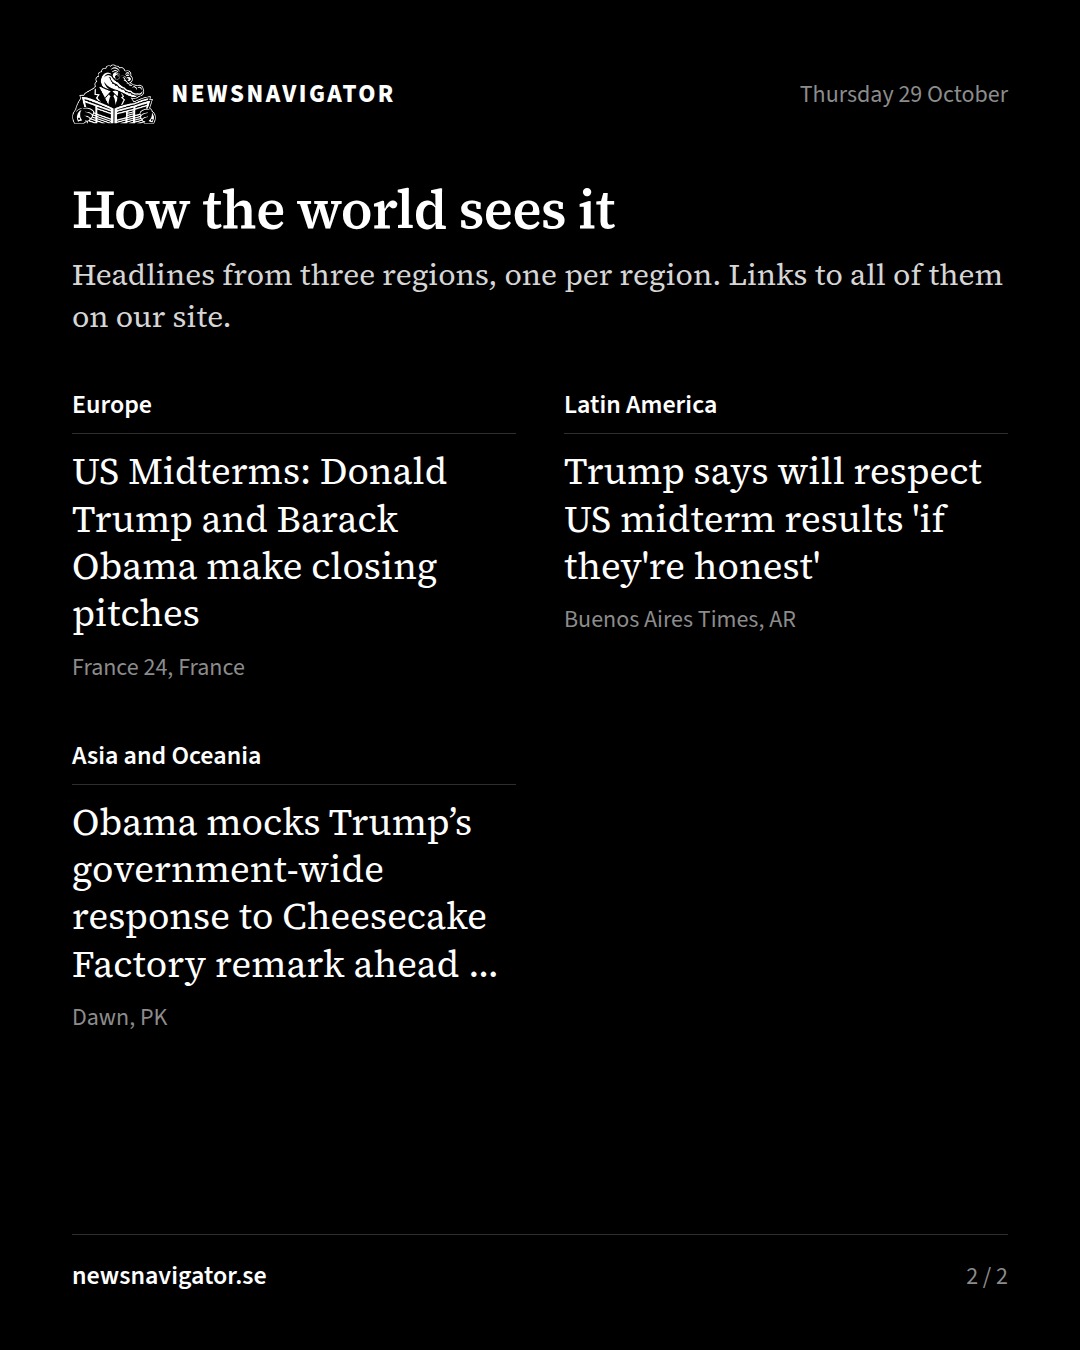 NEWSNAVIGATOR
Thursday 29 October
How the world sees it
Headlines from three regions, one per region. Links to all of them
on our site.
Europe
US Midterms: Donald
Trump and Barack
Obama make closing
pitches
France 24, France
Latin America
Trump says will respect
US midterm results 'if
they're honest'
Buenos Aires Times, AR
Asia and Oceania
Obama mocks Trump’s
government-wide
response to Cheesecake
Factory remark ahead ...
Dawn, PK
newsnavigator.se
2 / 2